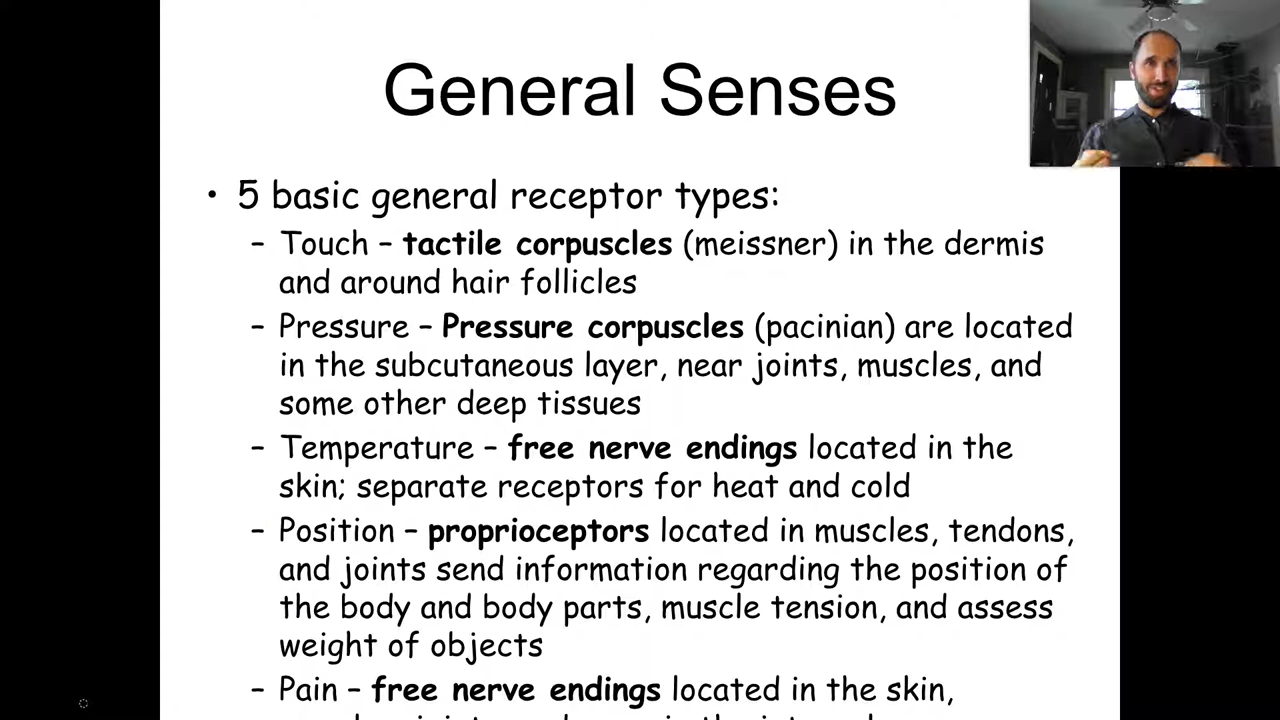 General Senses
• 5 basic general receptor types:
– Touch – tactile corpuscles (meissner) in the dermis
and around hair follicles
– Pressure – Pressure corpuscles (pacinian) are located
in the subcutaneous layer, near joints, muscles, and
some other deep tissues
– Temperature – free nerve endings located in the
skin; separate receptors for heat and cold
– Position – proprioceptors located in muscles, tendons,
and joints send information regarding the position of
the body and body parts, muscle tension, and assess
weight of objects
– Pain – free nerve endings located in the skin,